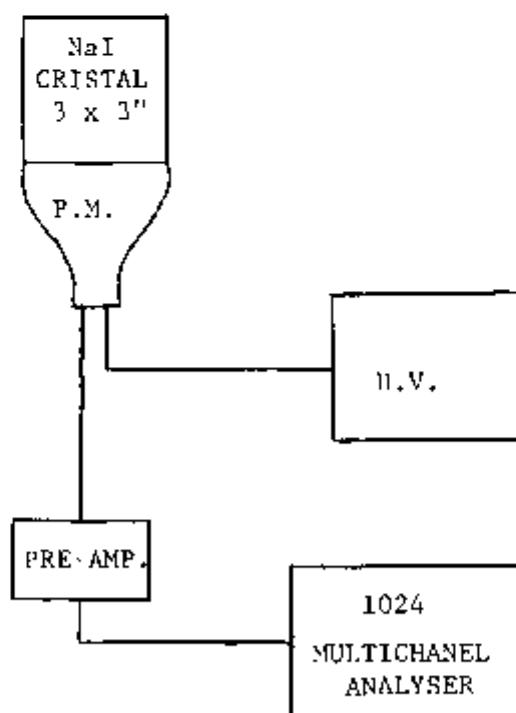 NaI
CRISTAL
3 x 3"
P.M.
H.V.
PRE-AMP.
1024
MULTICHANEL
ANALYSER